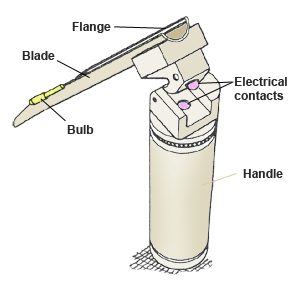 Flange
Blade
Bulb
Electrical
contacts
Handle